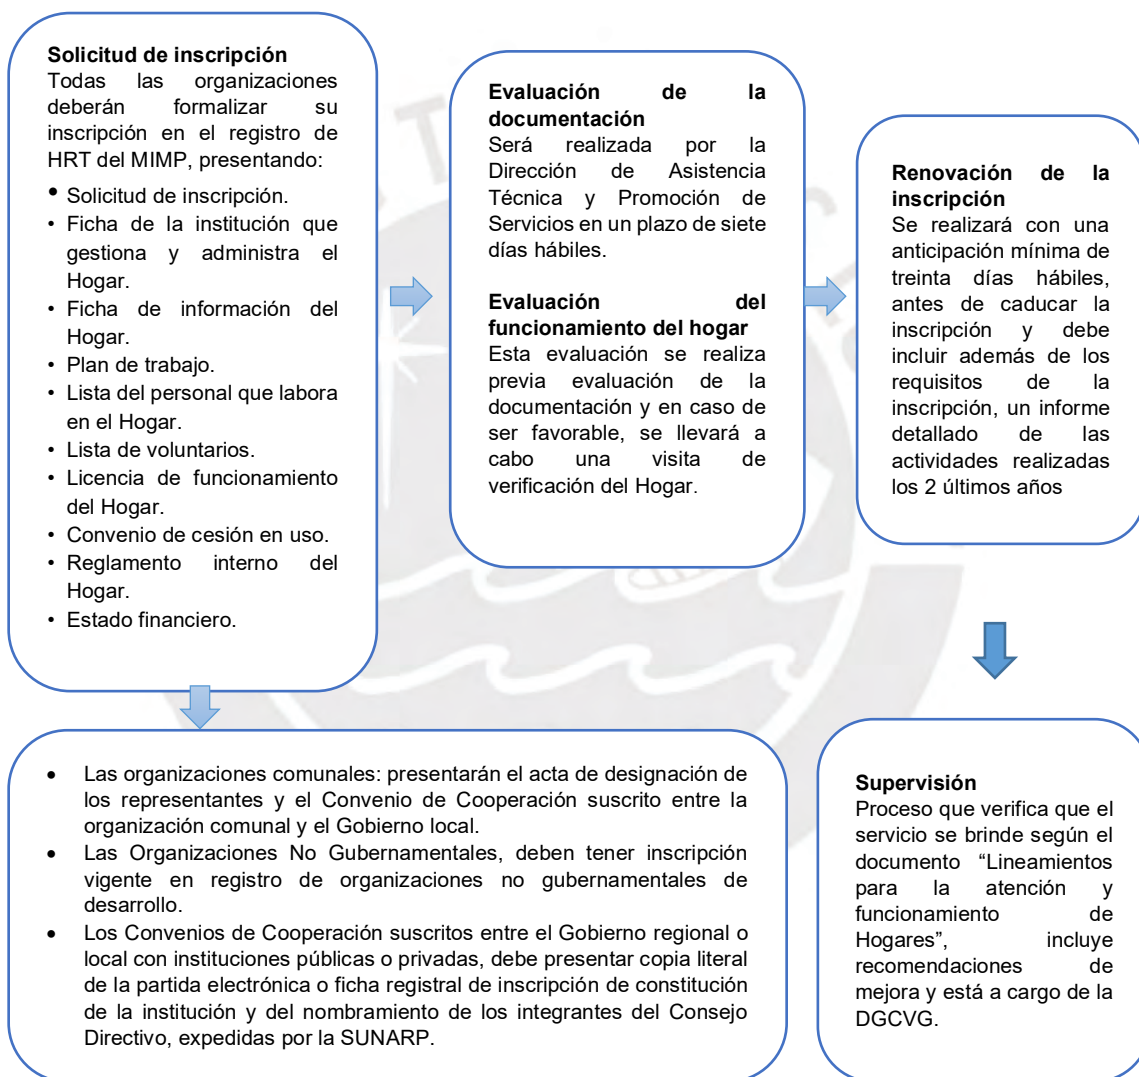 Solicitud de inscripción
Todas las organizaciones
deberán formalizar su
inscripción en el registro de
HRT del MIMP, presentando:
• Solicitud de inscripción.
• Ficha de la institución que
gestiona y administra el
Hogar.
• Ficha de información del
Hogar.
• Plan de trabajo.
• Lista del personal que labora
en el Hogar.
• Lista de voluntarios.
• Licencia de funcionamiento
del Hogar.
• Convenio de cesión en uso.
• Reglamento interno del
Hogar.
• Estado financiero.
Evaluación de la
documentación
Será realizada por la
Dirección de Asistencia
Técnica y Promoción de
Servicios en un plazo de siete
días hábiles.
Evaluación del
funcionamiento del hogar
Esta evaluación se realiza
previa evaluación de la
documentación y en caso de
ser favorable, se llevará a
cabo una visita de
verificación del Hogar.
Renovación de la
inscripción
Se realizará con una
anticipación mínima de
treinta días hábiles,
antes de caducar la
inscripción y debe
incluir además de los
requisitos de la
inscripción, un informe
detallado de las
actividades realizadas
los 2 últimos años
• Las organizaciones comunales: presentarán el acta de designación de
los representantes y el Convenio de Cooperación suscrito entre la
organización comunal y el Gobierno local.
• Las Organizaciones No Gubernamentales, deben tener inscripción
vigente en registro de organizaciones no gubernamentales de
desarrollo.
• Los Convenios de Cooperación suscritos entre el Gobierno regional o
local con instituciones públicas o privadas, debe presentar copia literal
de la partida electrónica o ficha registral de inscripción de constitución
de la institución y del nombramiento de los integrantes del Consejo
Directivo, expedidas por la SUNARP.
Supervisión
Proceso que verifica que el
servicio se brinde según el
documento “Lineamientos
para la atención y
funcionamiento de
Hogares”, incluye
recomendaciones de
mejora y está a cargo de la
DGCVG.